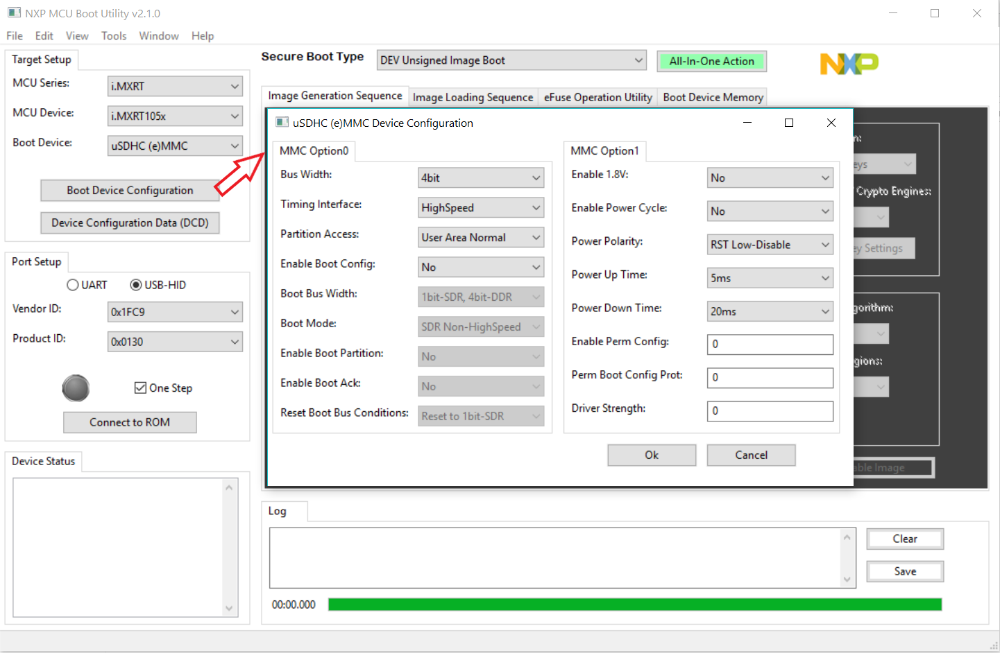 NXP MCU Boot Utility v2.1.0
File Edit View Tools Window Help
Target Setup
MCU Series: i.MXRT
MCU Device: i.MXRT105x
Boot Device: uSDHC (e)MMC
Boot Device Configuration
Device Configuration Data (DCD)
Port Setup
UART USB-HID
Vendor ID: 0x1FC9
Product ID: 0x0130
One Step
Connect to ROM
Device Status
Secure Boot Type DEV Unsigned Image Boot All-In-One Action
NXP
Image Generation Sequence Image Loading Sequence eFuse Operation Utility Boot Device Memory
uSDHC (e)MMC Device Configuration
MMC Option0
Bus Width: 4bit
Timing Interface: HighSpeed
Partition Access: User Area Normal
Enable Boot Config: No
Boot Bus Width: 1bit-SDR, 4bit-DDR
Boot Mode: SDR Non-HighSpeed
Enable Boot Partition: No
Enable Boot Ack: No
Reset Boot Bus Conditions: Reset to 1bit-SDR
MMC Option1
Enable 1.8V: No
Enable Power Cycle: No
Power Polarity: RST Low-Disable
Power Up Time: 5ms
Power Down Time: 20ms
Enable Perm Config: 0
Perm Boot Config Prot: 0
Driver Strength: 0
Ok Cancel
Crypto Engines:
Settings
Image
Log
Clear
Save
00:00.000